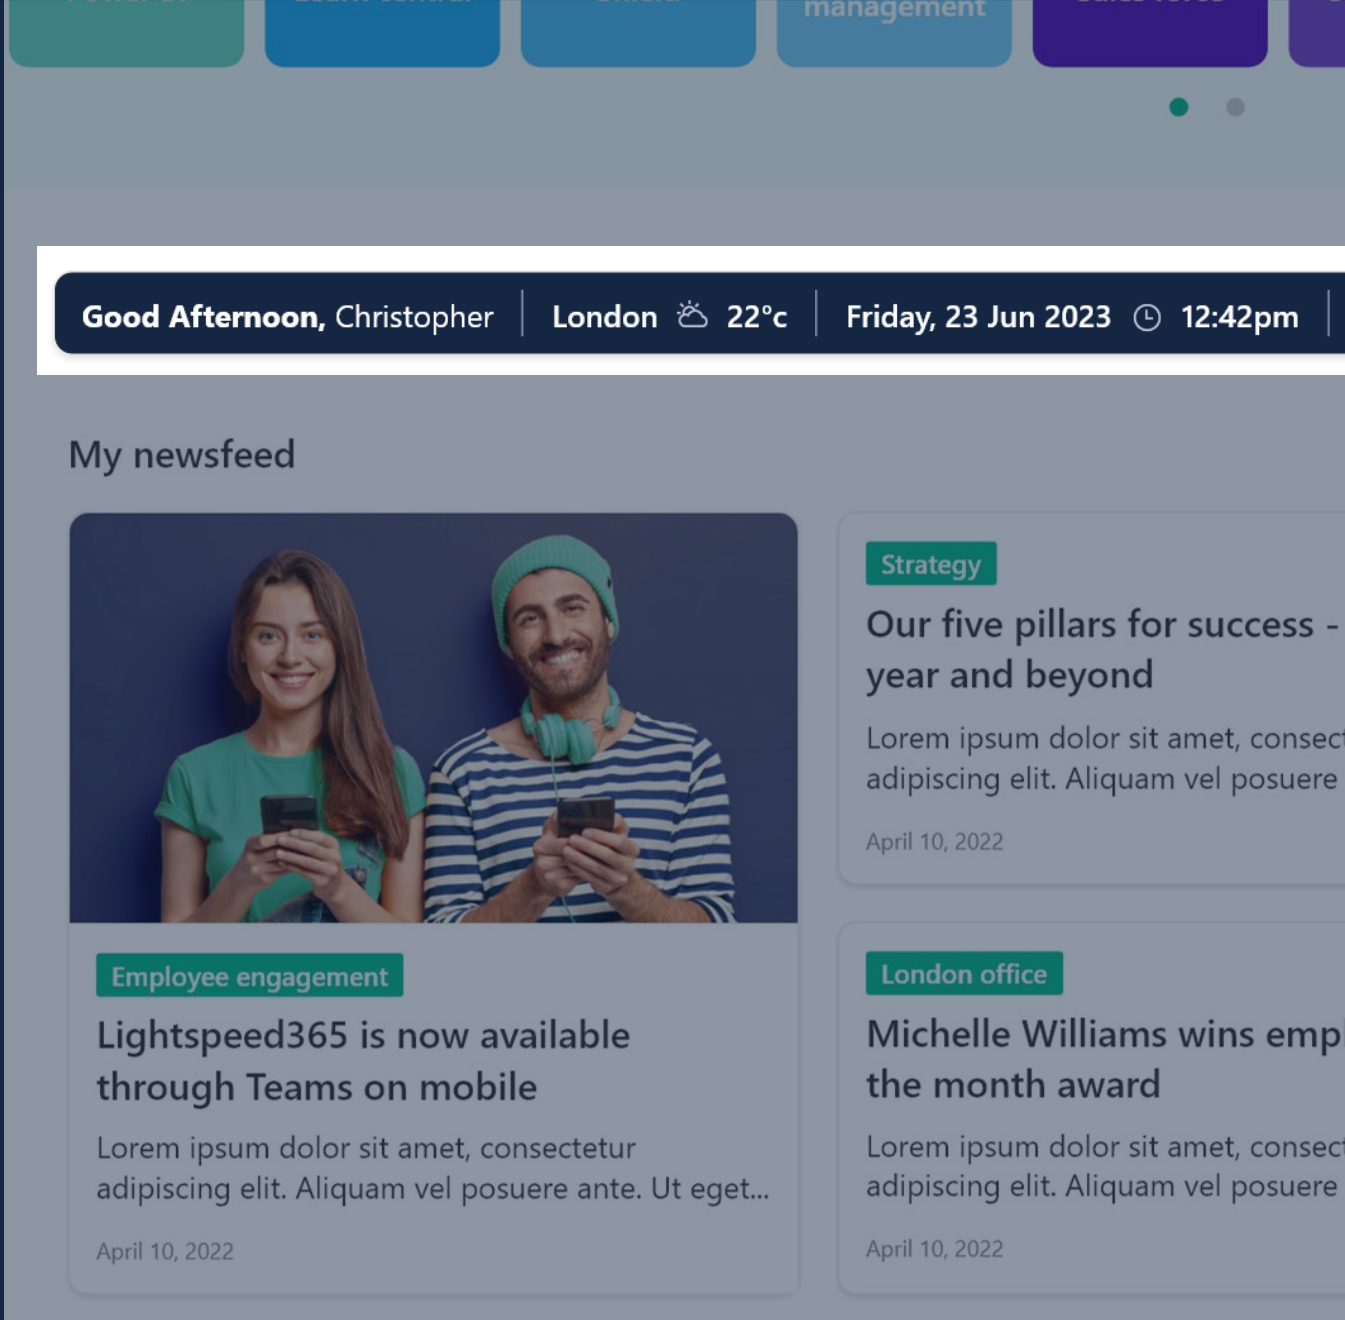 management
Good Afternoon, Christopher
London 22°c
Friday, 23 Jun 2023 12:42pm
My newsfeed
Employee engagement
Lightspeed365 is now available
through Teams on mobile
Lorem ipsum dolor sit amet, consectetur
adipiscing elit. Aliquam vel posuere ante. Ut eget...
April 10, 2022
Strategy
Our five pillars for success -
year and beyond
Lorem ipsum dolor sit amet, consect
adipiscing elit. Aliquam vel posuere
April 10, 2022
London office
Michelle Williams wins empl
the month award
Lorem ipsum dolor sit amet, consect
adipiscing elit. Aliquam vel posuere
April 10, 2022